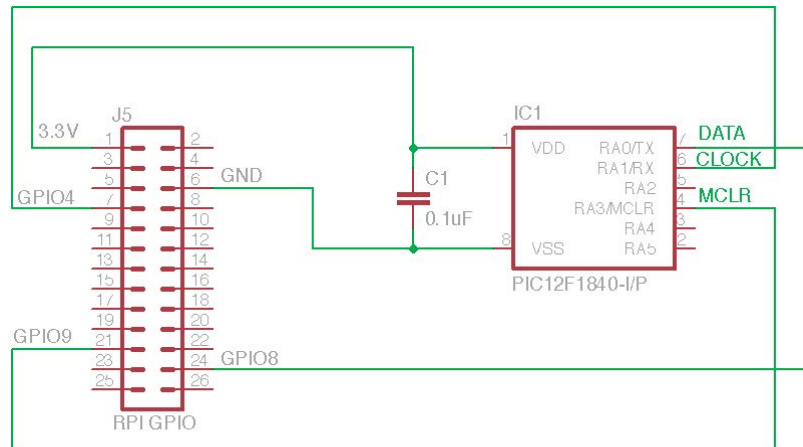 J5
IC1
3.3V
1 2
3 4
5 6
7 8
9 10
11 12
13 14
15 16
17 18
19 20
21 22
23 24
25 26
GND
GPIO4
GPIO9
GPIO8
RPI GPIO
C1
0.1uF
1 VDD RA0/TX 7 DATA
RA1/RX 6 CLOCK
RA2 5
RA3/MCLR 4 MCLR
RA4 3
8 VSS RA5 2
PIC12F1840-I/P